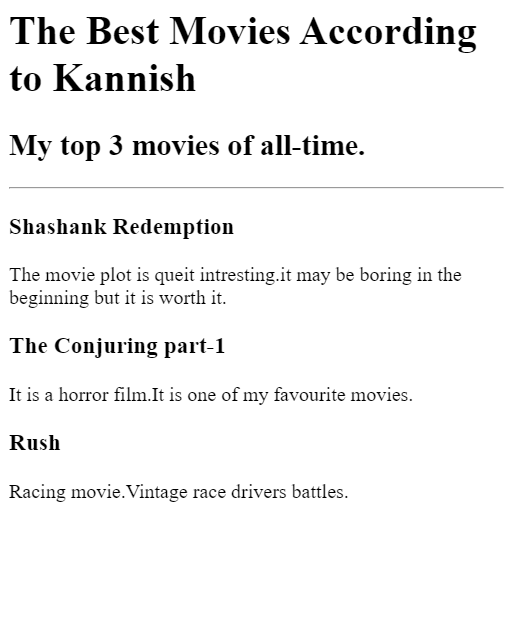 The Best Movies According
to Kannish
My top 3 movies of all-time.
Shashank Redemption
The movie plot is queit intresting.it may be boring in the
beginning but it is worth it.
The Conjuring part-1
It is a horror film.It is one of my favourite movies.
Rush
Racing movie.Vintage race drivers battles.